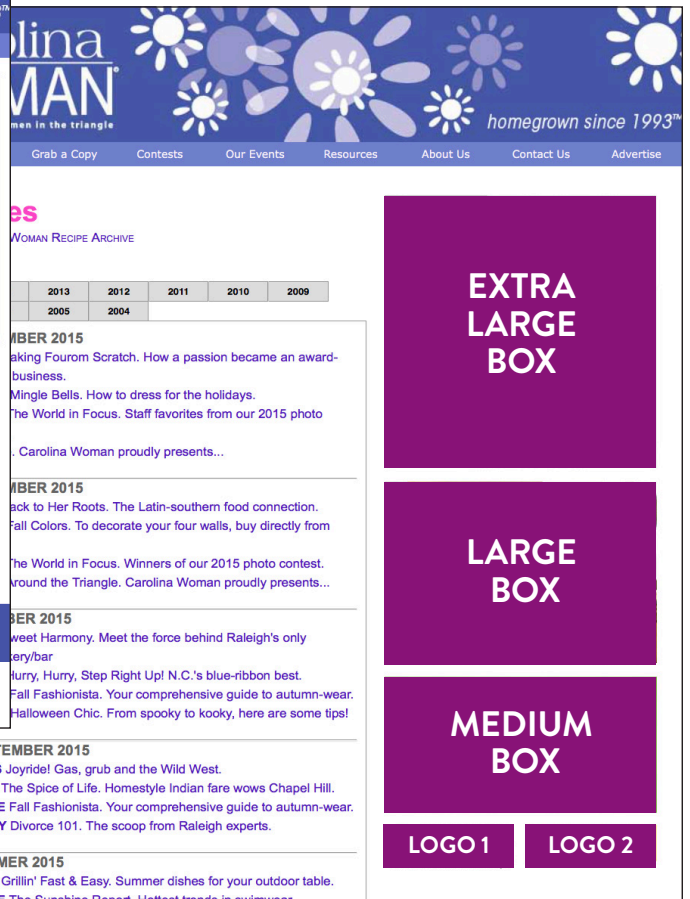 TM
lina
MAN®
men in the triangle
homegrown since 1993™
Grab a Copy Contests Our Events Resources About Us Contact Us Advertise
es
WOMAN RECIPE ARCHIVE
2013 2012 2011 2010 2009
2005 2004
MBER 2015
aking Fourom Scratch. How a passion became an award-
business.
Mingle Bells. How to dress for the holidays.
The World in Focus. Staff favorites from our 2015 photo
. Carolina Woman proudly presents...
MBER 2015
ack to Her Roots. The Latin-southern food connection.
Fall Colors. To decorate your four walls, buy directly from
The World in Focus. Winners of our 2015 photo contest.
Around the Triangle. Carolina Woman proudly presents...
BER 2015
weet Harmony. Meet the force behind Raleigh's only
kery/bar
Hurry, Hurry, Step Right Up! N.C.'s blue-ribbon best.
Fall Fashionista. Your comprehensive guide to autumn-wear.
Halloween Chic. From spooky to kooky, here are some tips!
TEMBER 2015
S Joyride! Gas, grub and the Wild West.
The Spice of Life. Homestyle Indian fare wows Chapel Hill.
E Fall Fashionista. Your comprehensive guide to autumn-wear.
Y Divorce 101. The scoop from Raleigh experts.
MER 2015
Grillin' Fast & Easy. Summer dishes for your outdoor table.
E The Sunshine Report. Hottest trends in swimwear
EXTRA
LARGE
BOX
LARGE
BOX
MEDIUM
BOX
LOGO 1 LOGO 2